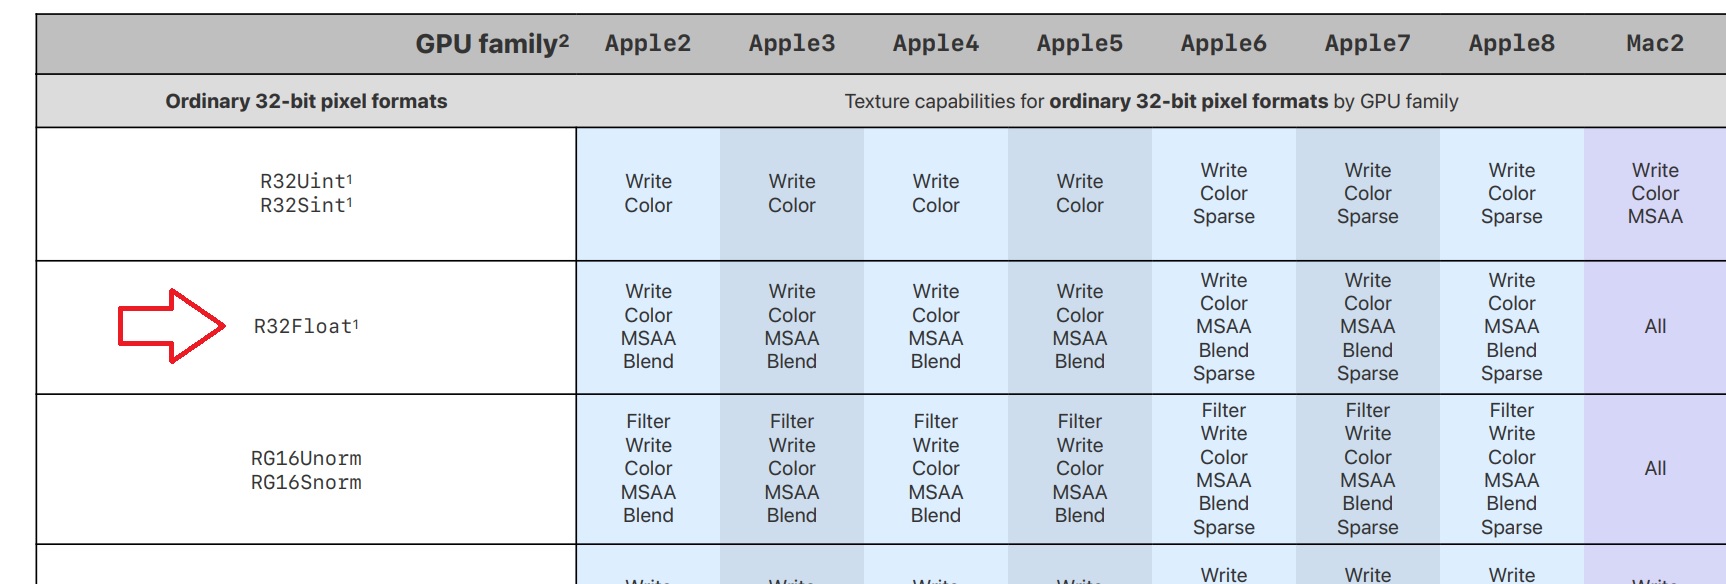 GPU family² Apple2 Apple3 Apple4 Apple5 Apple6 Apple7 Apple8 Mac2
Ordinary 32-bit pixel formats Texture capabilities for ordinary 32-bit pixel formats by GPU family
R32Uint¹
R32Sint¹
Write
Color
Write
Color
Write
Color
Write
Color
Write
Color
Sparse
Write
Color
Sparse
Write
Color
Sparse
Write
Color
MSAA
R32Float¹
Write
Color
MSAA
Blend
Write
Color
MSAA
Blend
Write
Color
MSAA
Blend
Write
Color
MSAA
Blend
Write
Color
MSAA
Blend
Sparse
Write
Color
MSAA
Blend
Sparse
Write
Color
MSAA
Blend
Sparse
All
RG16Unorm
RG16Snorm
Filter
Write
Color
MSAA
Blend
Filter
Write
Color
MSAA
Blend
Filter
Write
Color
MSAA
Blend
Filter
Write
Color
MSAA
Blend
Filter
Write
Color
MSAA
Blend
Sparse
Filter
Write
Color
MSAA
Blend
Sparse
Filter
Write
Color
MSAA
Blend
Sparse
All
Write
Write
Write